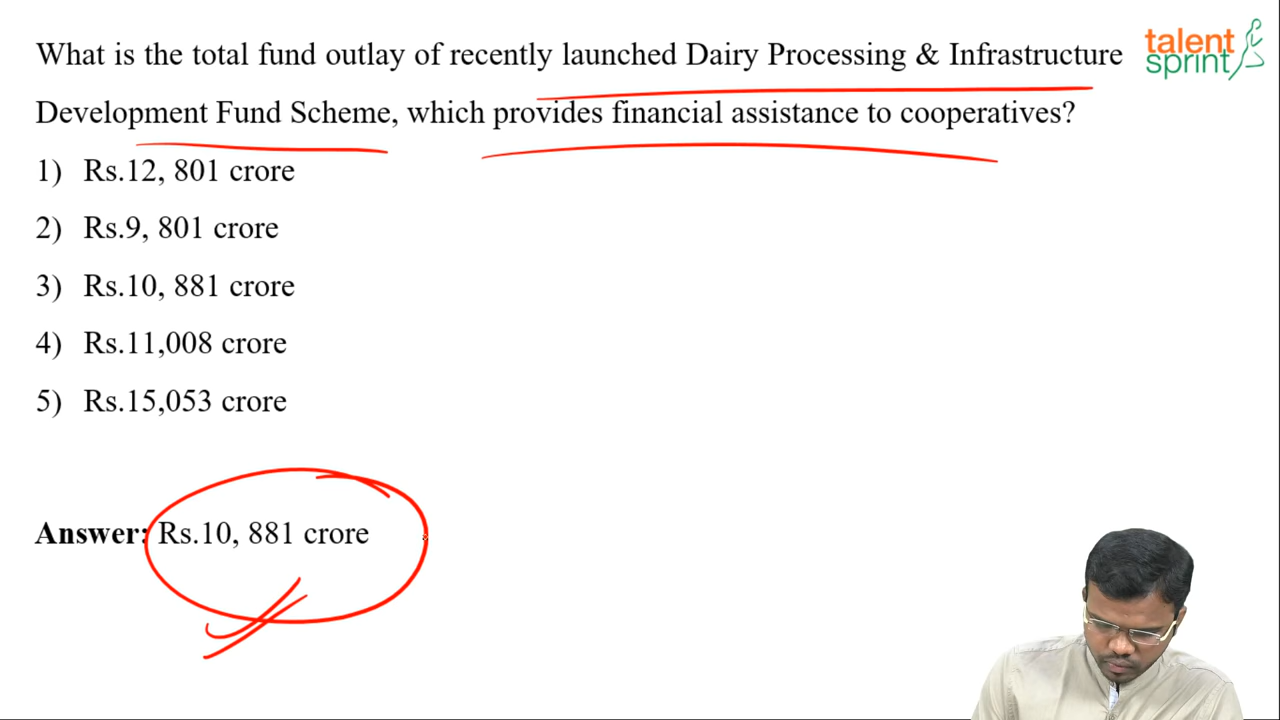 What is the total fund outlay of recently launched Dairy Processing & Infrastructure
Development Fund Scheme, which provides financial assistance to cooperatives?
1) Rs.12, 801 crore
2) Rs.9, 801 crore
3) Rs.10, 881 crore
4) Rs.11,008 crore
5) Rs.15,053 crore
Answer: Rs.10, 881 crore
talent
sprint